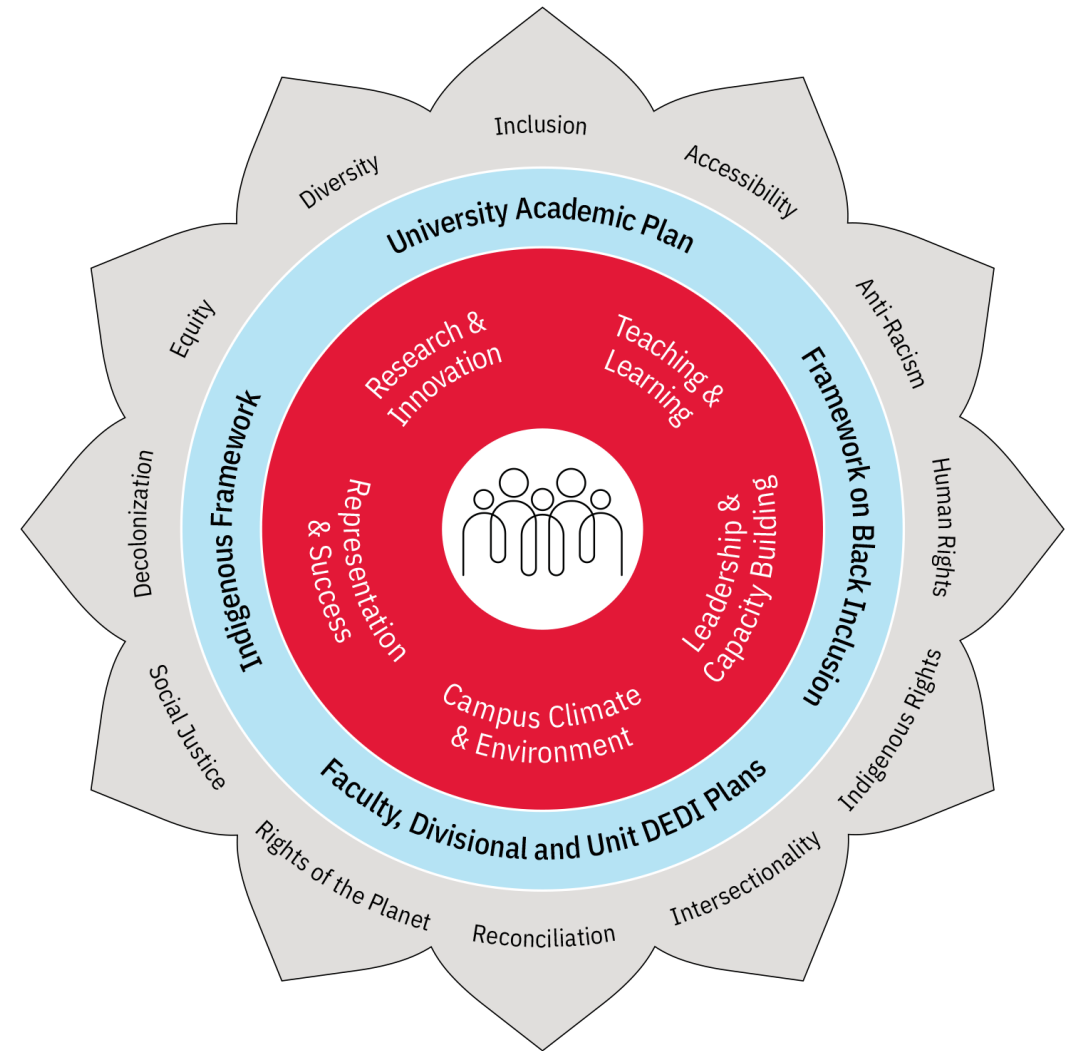 Inclusion
Accessibility
Anti-Racism
Human Rights
Indigenous Rights
Intersectionality
Reconciliation
Rights of the Planet
Social Justice
Decolonization
Equity
Diversity
University Academic Plan
Framework on Black Inclusion
Faculty, Divisional and Unit DEDI Plans
Indigenous Framework
Research &
Innovation
Teaching &
Learning
Leadership &
Capacity Building
Campus Climate
& Environment
Representation
& Success